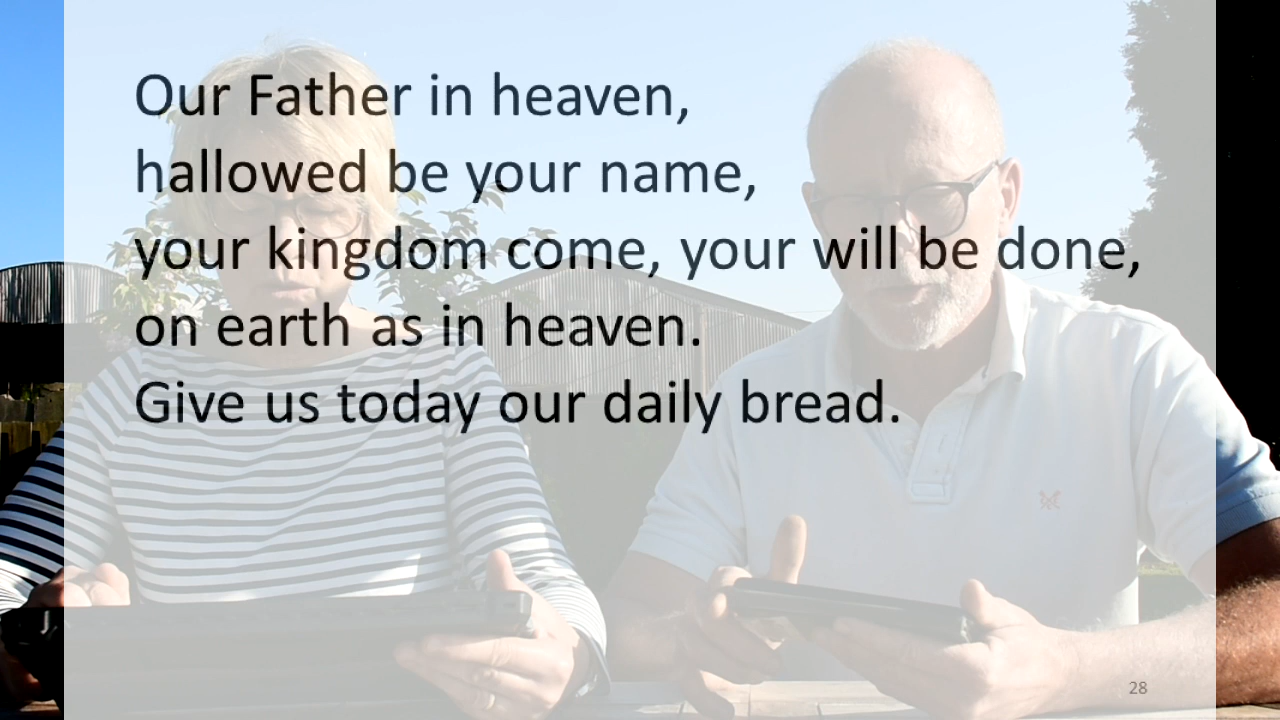 Our Father in heaven,
hallowed be your name,
your kingdom come, your will be done,
on earth as in heaven.
Give us today our daily bread.
28